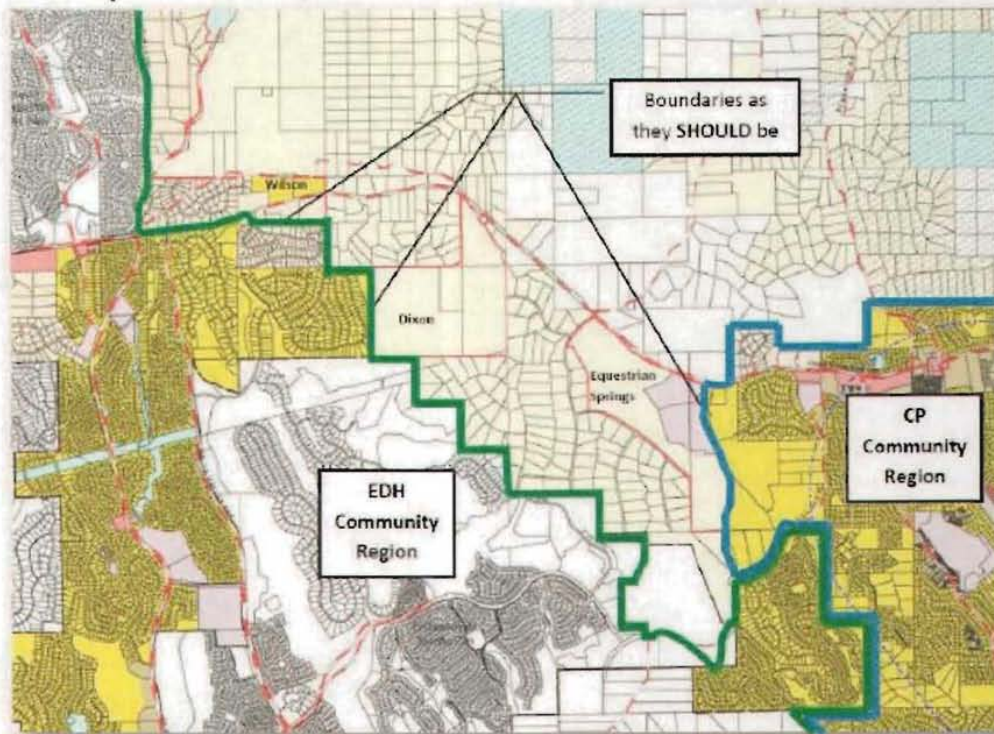 Boundaries as
they SHOULD be
Wilson
Dixon
Equestrian
Springs
CP
Community
Region
EDH
Community
Region